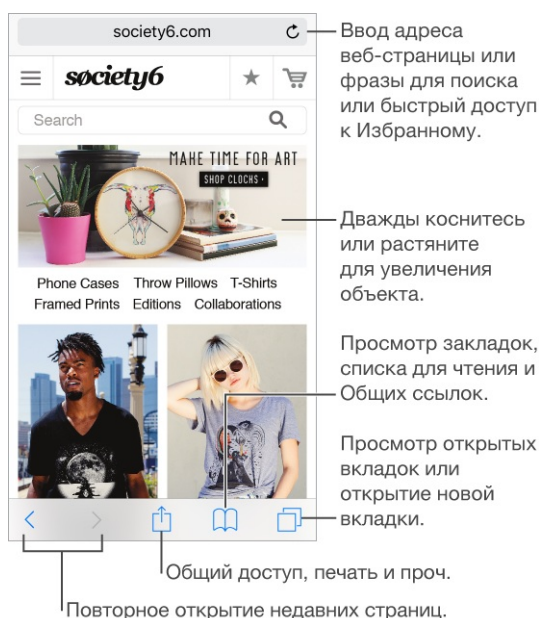 society6.com
Ввод адреса
веб-страницы или
фразы для поиска
или быстрый доступ
к Избранному.
society6
Search
MAKE TIME FOR ART
SHOP CLOCKS ›
Дважды коснитесь
или растяните
для увеличения
объекта.
Phone Cases Throw Pillows T-Shirts
Framed Prints Editions Collaborations
Просмотр закладок,
списка для чтения и
Общих ссылок.
Просмотр открытых
вкладок или
открытие новой
вкладки.
Общий доступ, печать и проч.
Повторное открытие недавних страниц.